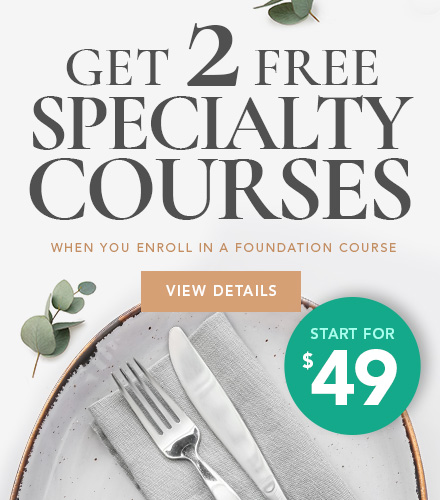 GET 2 FREE
SPECIALTY
COURSES
WHEN YOU ENROLL IN A FOUNDATION COURSE
VIEW DETAILS
START FOR
$49